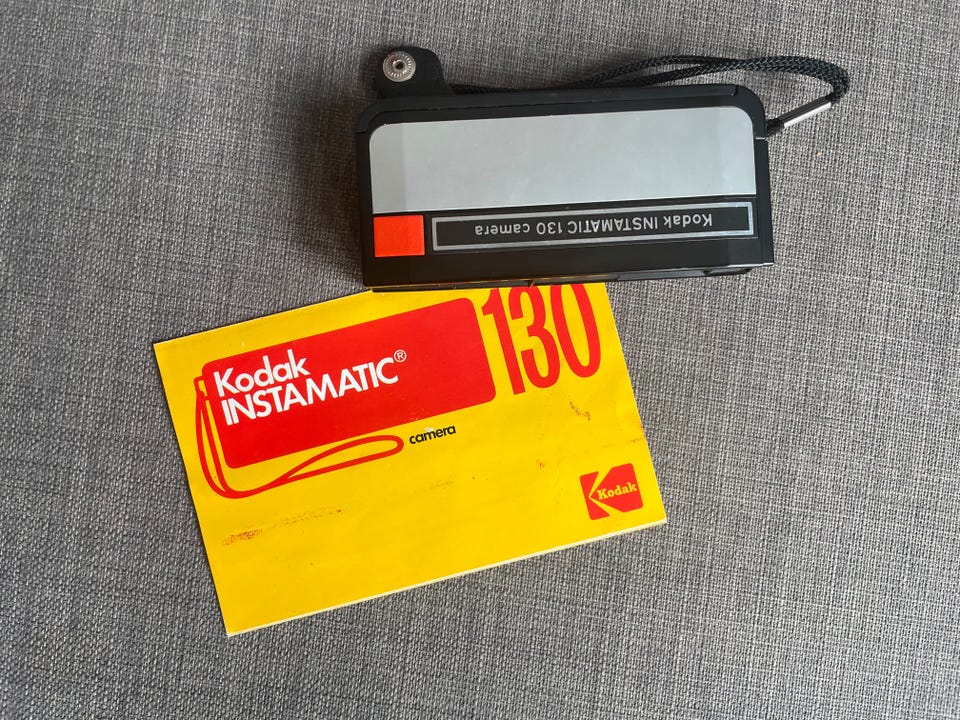 Kodak INSTAMATIC 130 camera
Kodak
INSTAMATIC®
130
camera
Kodak